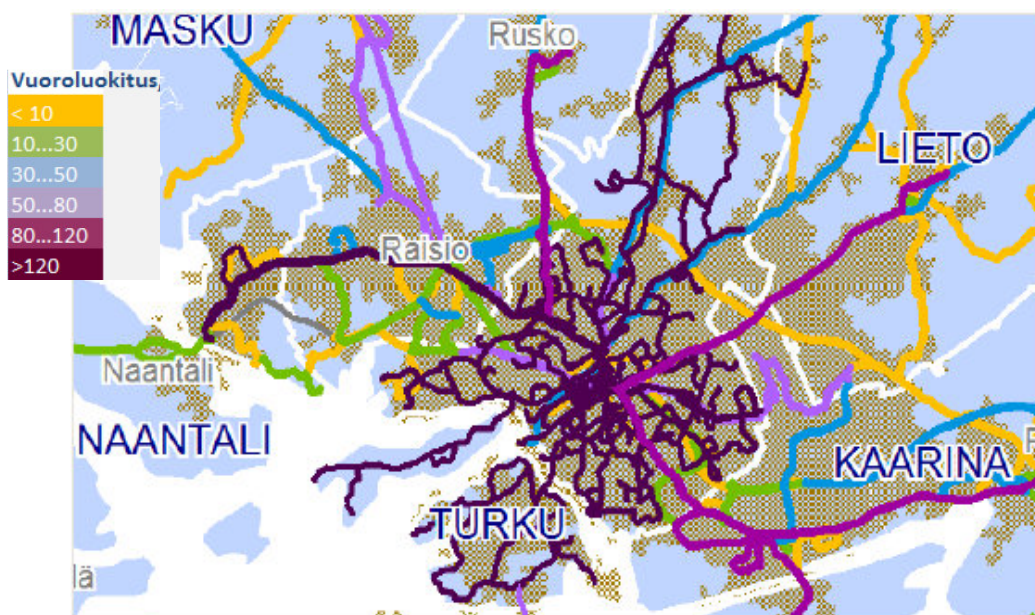 MASKU
Rusko
Vuoroluokitus,
< 10
10...30
30...50
50...80
80...120
>120
LIETO
Raisio
Naantali
NAANTALI
KAARINA
TURKU
lä